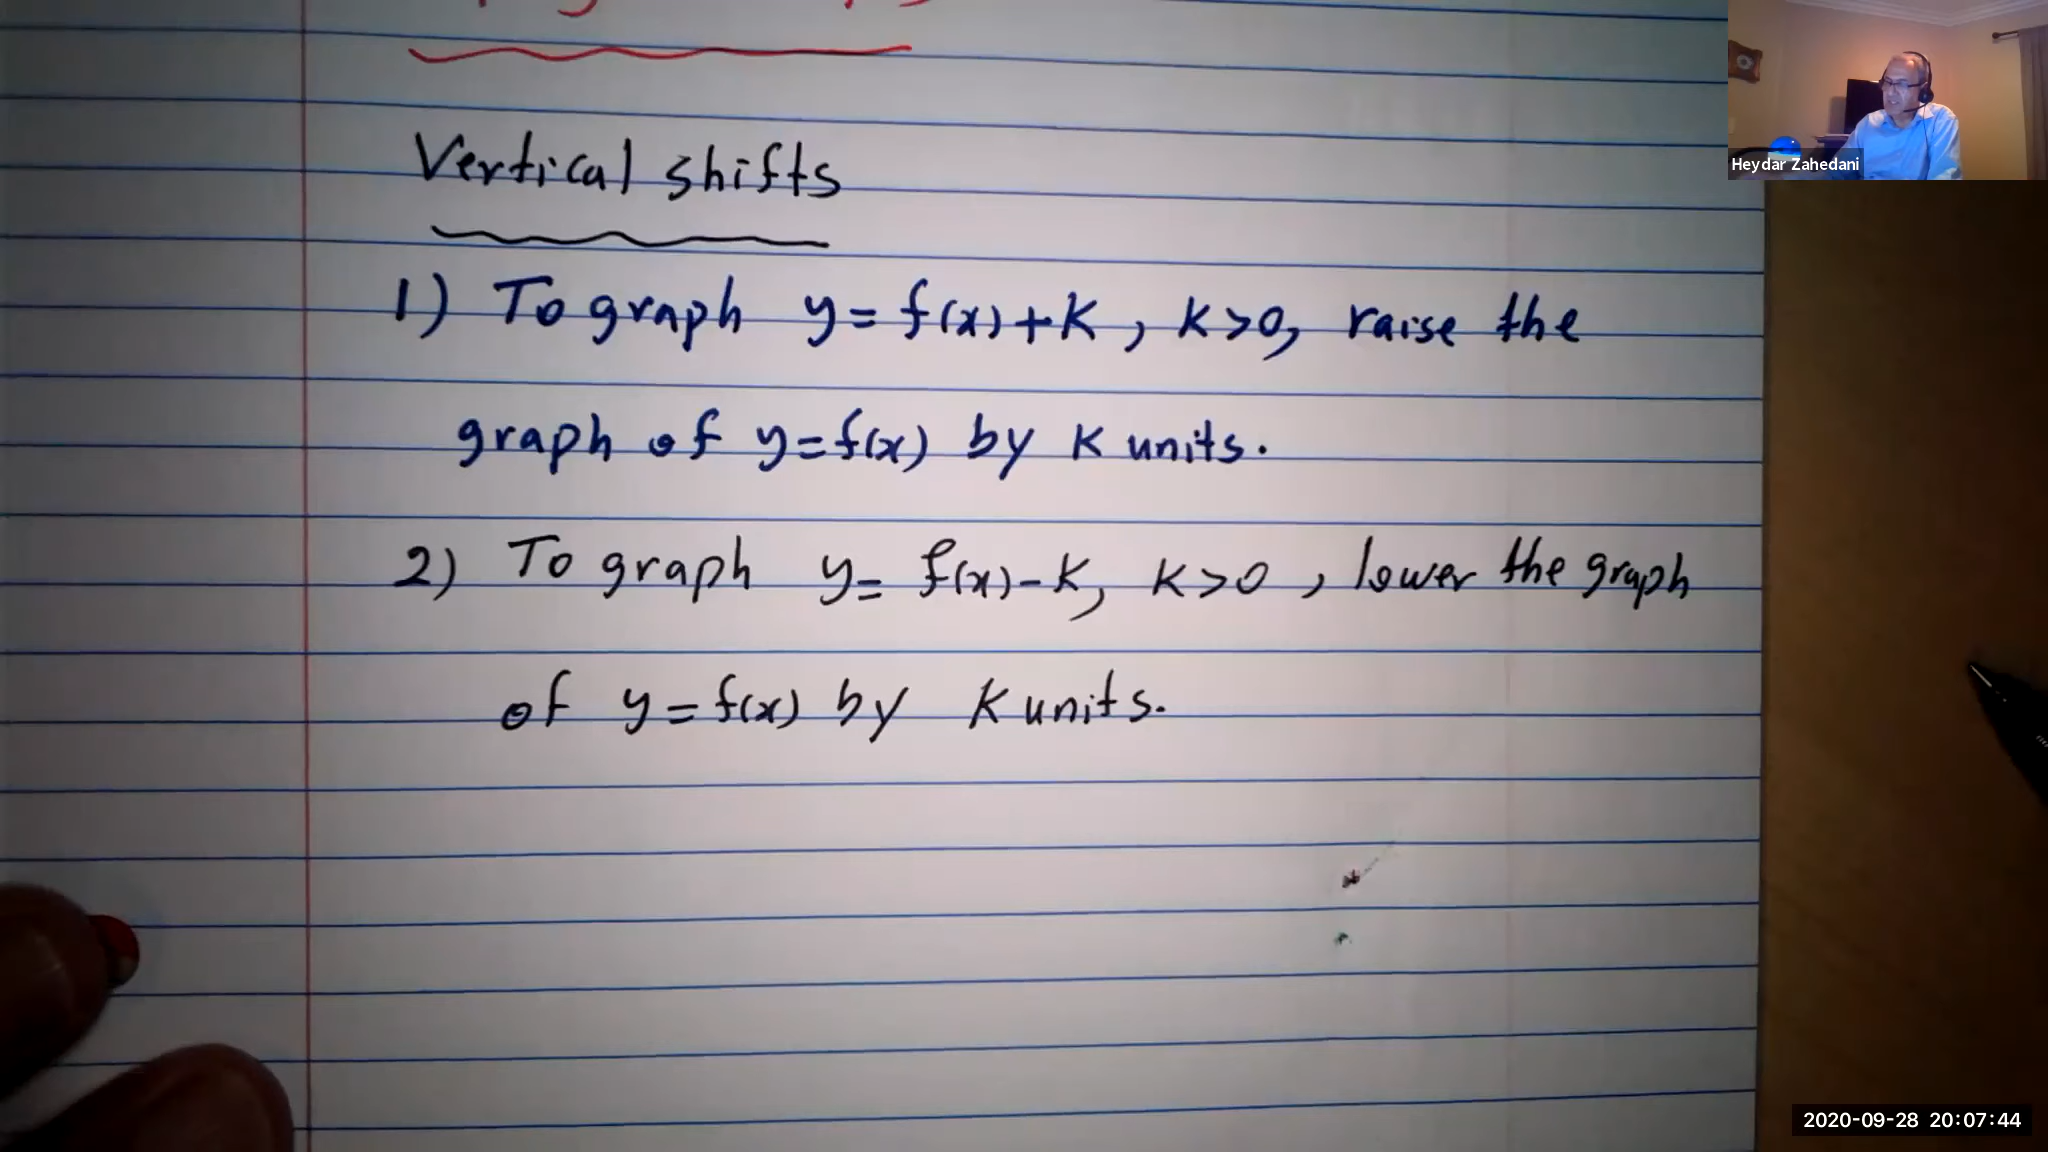 Vertical shifts
1) To graph y = f(x)+K, K>0, raise the
graph of y=f(x) by K units.
2) To graph y = f(x)-K, K>0, lower the graph
of y = f(x) by K units.
Heydar Zahedani
2020-09-28 20:07:44